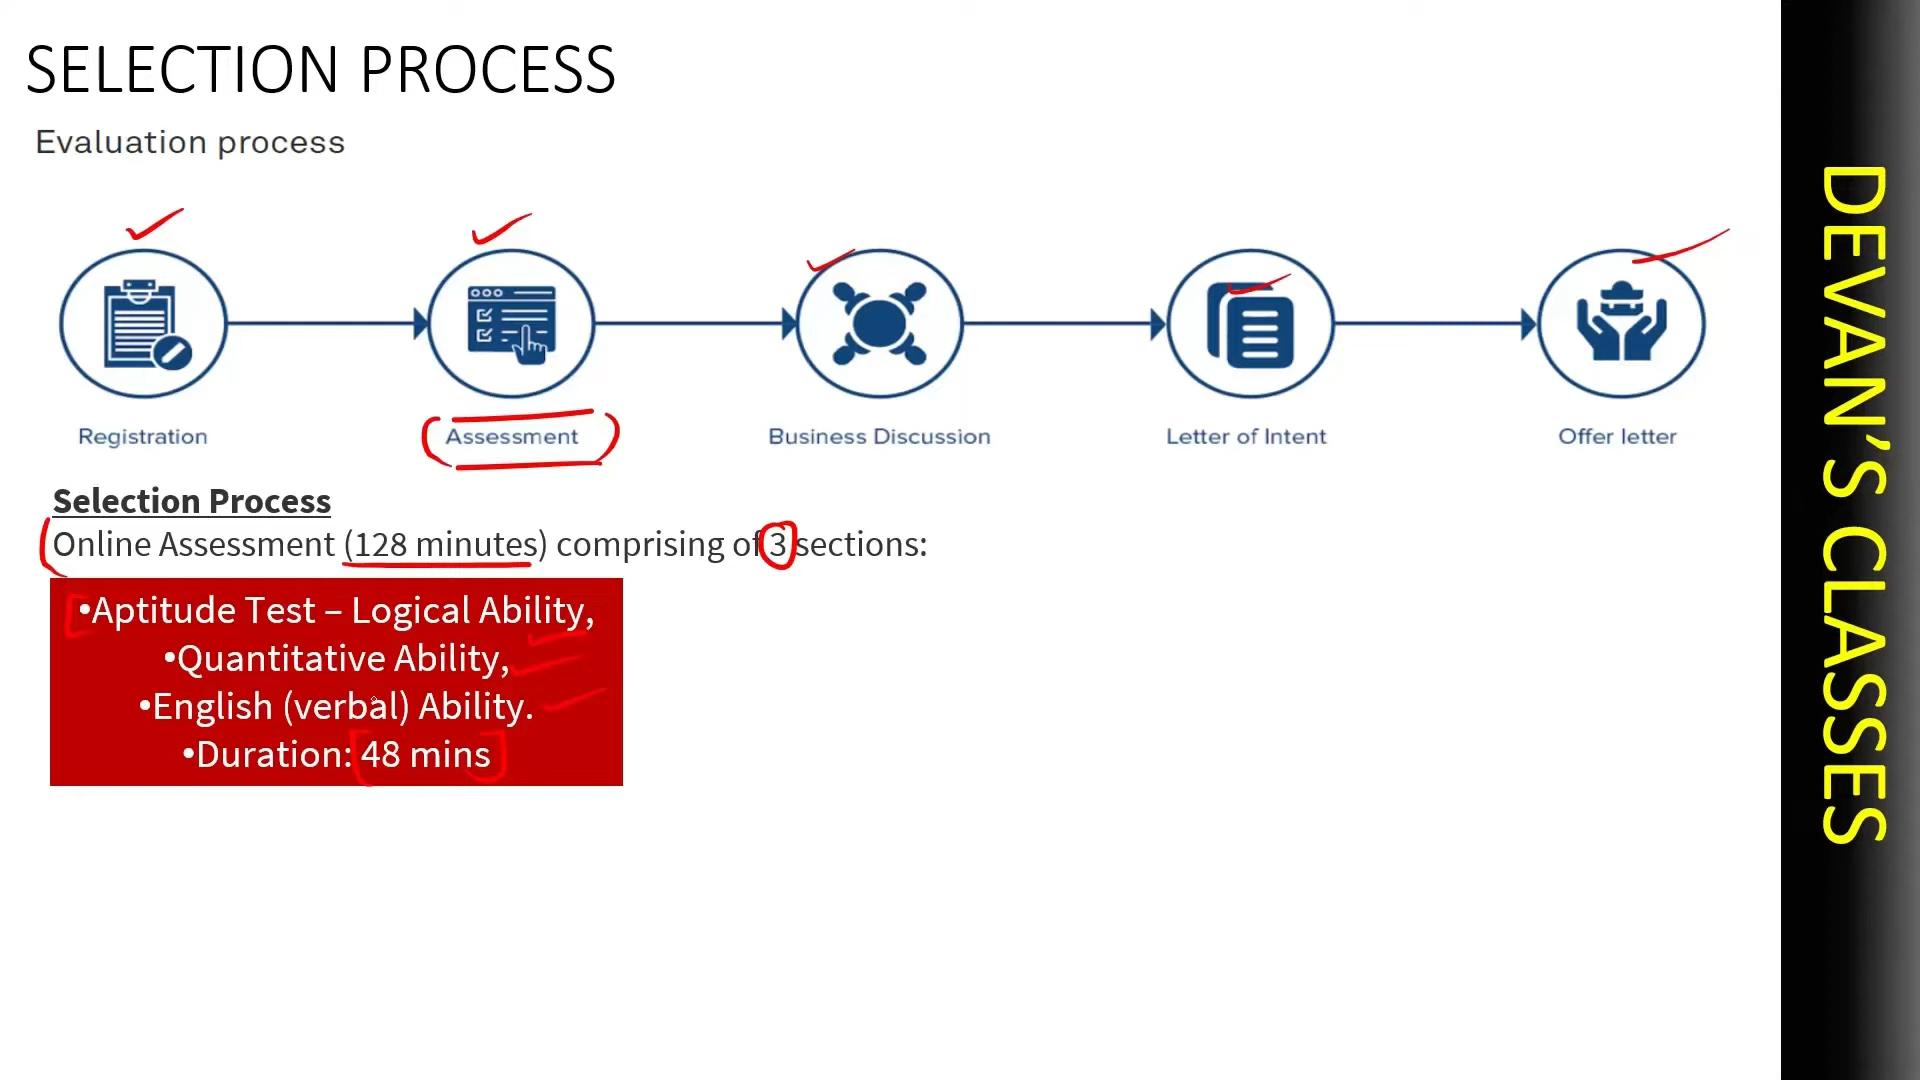 SELECTION PROCESS
Evaluation process
Registration
Assessment
Business Discussion
Letter of Intent
Offer letter
Selection Process
Online Assessment (128 minutes) comprising of 3 sections:
•Aptitude Test – Logical Ability,
•Quantitative Ability,
•English (verbal) Ability.
•Duration: 48 mins
DEVAN’S CLASSES